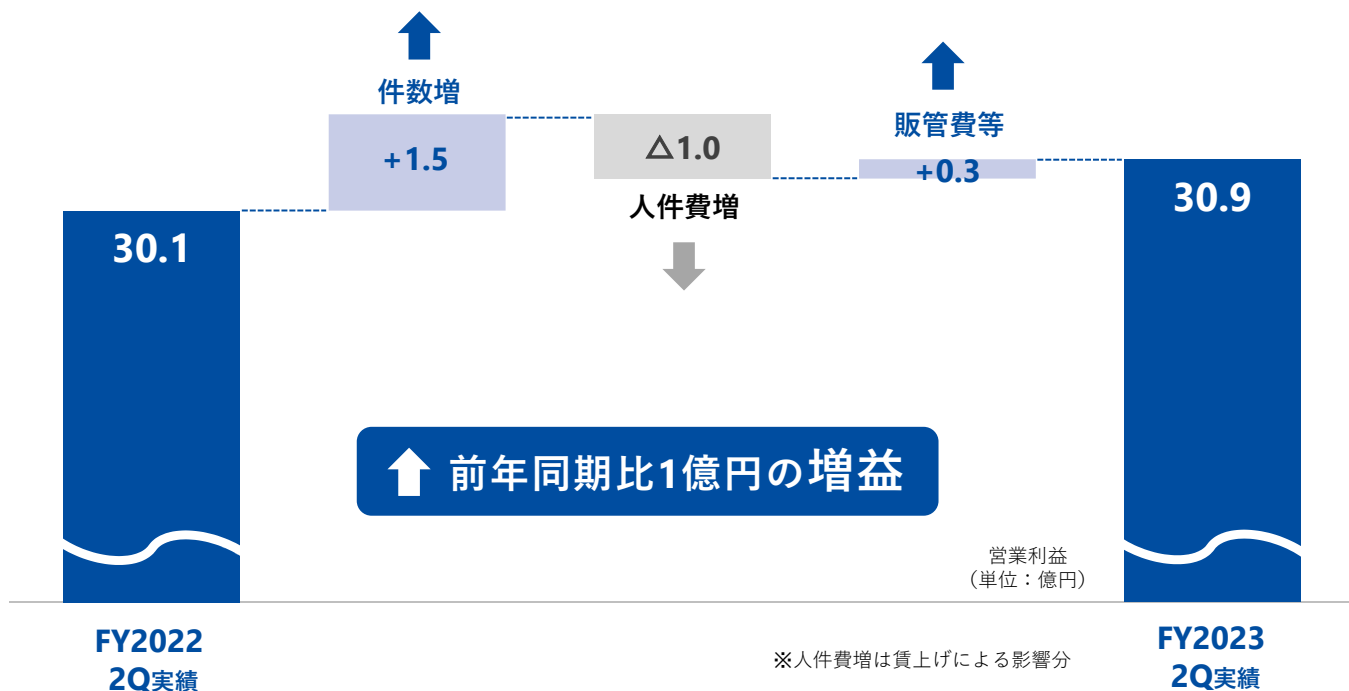 件数増
+1.5
△1.0
人件費増
販管費等
+0.3
30.1
30.9
前年同期比1億円の増益
営業利益
（単位：億円）
FY2022
2Q実績
※人件費増は賃上げによる影響分
FY2023
2Q実績